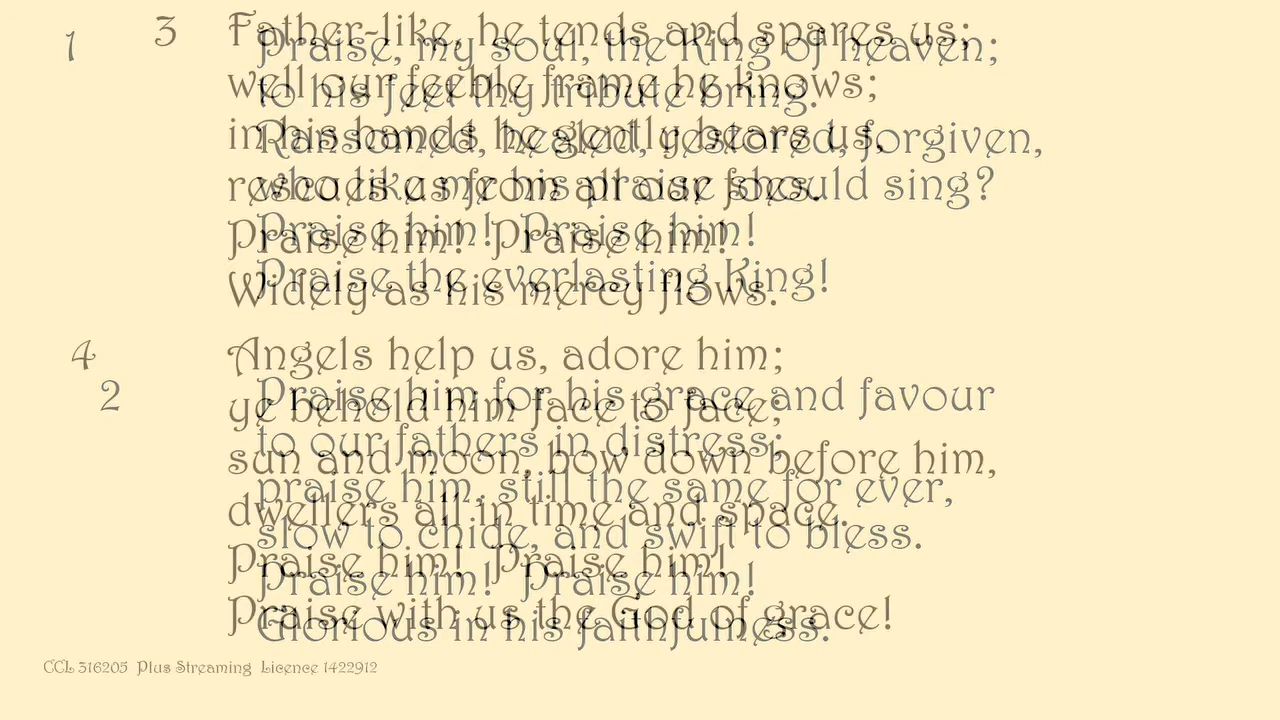 1
Praise, my soul, the King of heaven;
to his feet thy tribute bring.
Ransomed, healed, restored, forgiven,
who like me his praise should sing?
Praise him! Praise him!
Praise the everlasting King!
2
Praise him for his grace and favour
to our fathers in distress;
praise him, still the same for ever,
slow to chide, and swift to bless.
Praise him! Praise him!
Glorious in his faithfulness.
3
Father-like, he tends and spares us;
well our feeble frame he knows;
in his hands he gently bears us,
rescues us from all our foes.
Praise him! Praise him!
Widely as his mercy flows.
4
Angels help us, adore him;
ye behold him face to face;
sun and moon, bow down before him,
dwellers all in time and space.
Praise him! Praise him!
Praise with us the God of grace!
CCL 316205 Plus Streaming Licence 1422912